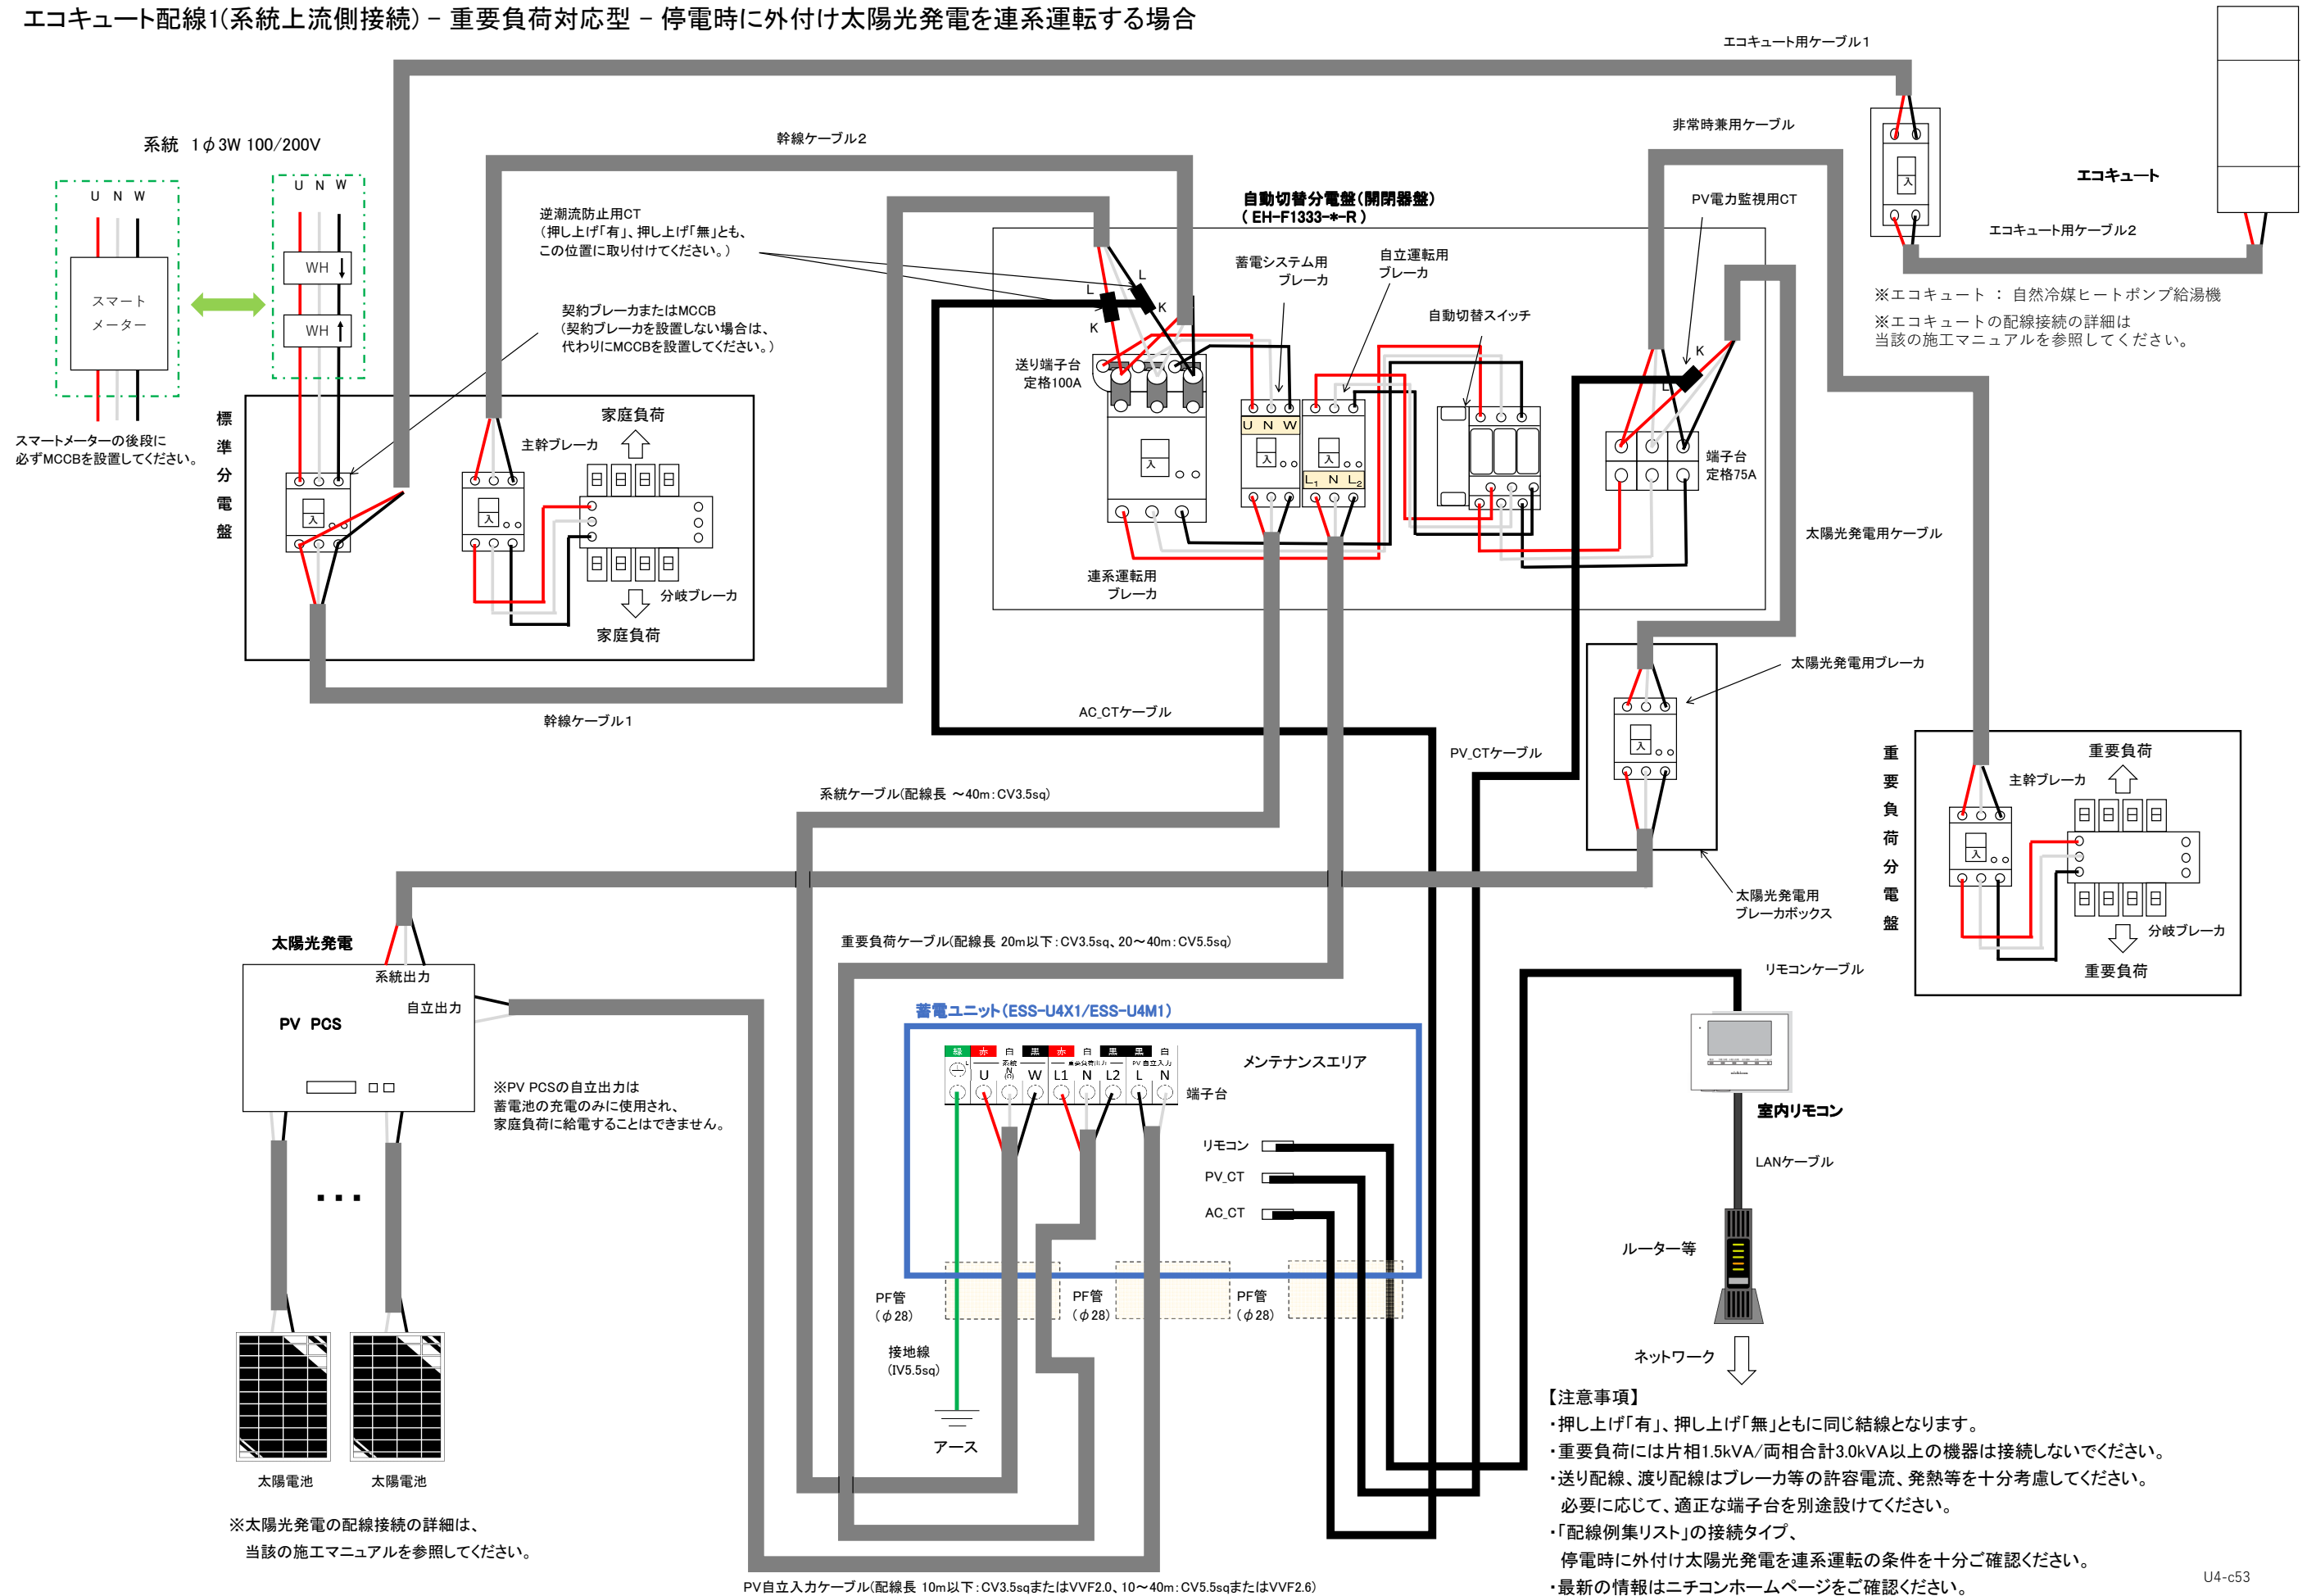 エコキュート配線1(系統上流側接続) − 重要負荷対応型 − 停電時に外付け太陽光発電を連系運転する場合
エコキュート用ケーブル1
系統 1φ3W 100/200V
幹線ケーブル2
非常時兼用ケーブル
U N W
U N W
WH
WH
スマート
メーター
スマートメーターの後段に
必ずMCCBを設置してください。
逆潮流防止用CT
(押し上げ「有」、押し上げ「無」とも、
この位置に取り付けてください。)
契約ブレーカまたはMCCB
(契約ブレーカを設置しない場合は、
代わりにMCCBを設置してください。)
自動切替分電盤(開閉器盤)
( EH-F1333-*-R )
PV電力監視用CT
入
エコキュート
エコキュート用ケーブル2
※エコキュート : 自然冷媒ヒートポンプ給湯機
※エコキュートの配線接続の詳細は
当該の施工マニュアルを参照してください。
蓄電システム用
ブレーカ
自立運転用
ブレーカ
自動切替スイッチ
L
L
K
K
K
L
送り端子台
定格100A
U N W
入
入
入
L1 N L2
端子台
定格75A
連系運転用
ブレーカ
標準分電盤
家庭負荷
主幹ブレーカ
入
入
分岐ブレーカ
家庭負荷
太陽光発電用ケーブル
太陽光発電用ブレーカ
入
太陽光発電用
ブレーカボックス
幹線ケーブル1
AC_CTケーブル
PV_CTケーブル
系統ケーブル(配線長 ～40m:CV3.5sq)
重要負荷分電盤
重要負荷
主幹ブレーカ
入
分岐ブレーカ
重要負荷
重要負荷ケーブル(配線長 20m以下:CV3.5sq、20～40m:CV5.5sq)
太陽光発電
系統出力
自立出力
PV PCS
※PV PCSの自立出力は
蓄電池の充電のみに使用され、
家庭負荷に給電することはできません。
太陽電池
太陽電池
※太陽光発電の配線接続の詳細は、
当該の施工マニュアルを参照してください。
蓄電ユニット(ESS-U4X1/ESS-U4M1)
緑 赤 白 黒 赤 白 黒 黒 白
系統 重要負荷出力 PV自立入力
U N W L1 N L2 L N
メンテナンスエリア
端子台
リモコン
PV_CT
AC_CT
PF管
(φ28)
PF管
(φ28)
PF管
(φ28)
接地線
(IV5.5sq)
アース
PV自立入力ケーブル(配線長 10m以下:CV3.5sqまたはVVF2.0、10～40m:CV5.5sqまたはVVF2.6)
リモコンケーブル
室内リモコン
LANケーブル
ルーター等
ネットワーク
【注意事項】
・押し上げ「有」、押し上げ「無」ともに同じ結線となります。
・重要負荷には片相1.5kVA/両相合計3.0kVA以上の機器は接続しないでください。
・送り配線、渡り配線はブレーカ等の許容電流、発熱等を十分考慮してください。
必要に応じて、適正な端子台を別途設けてください。
・「配線例集リスト」の接続タイプ、
停電時に外付け太陽光発電を連系運転の条件を十分ご確認ください。
・最新の情報はニチコンホームページをご確認ください。
U4-c53